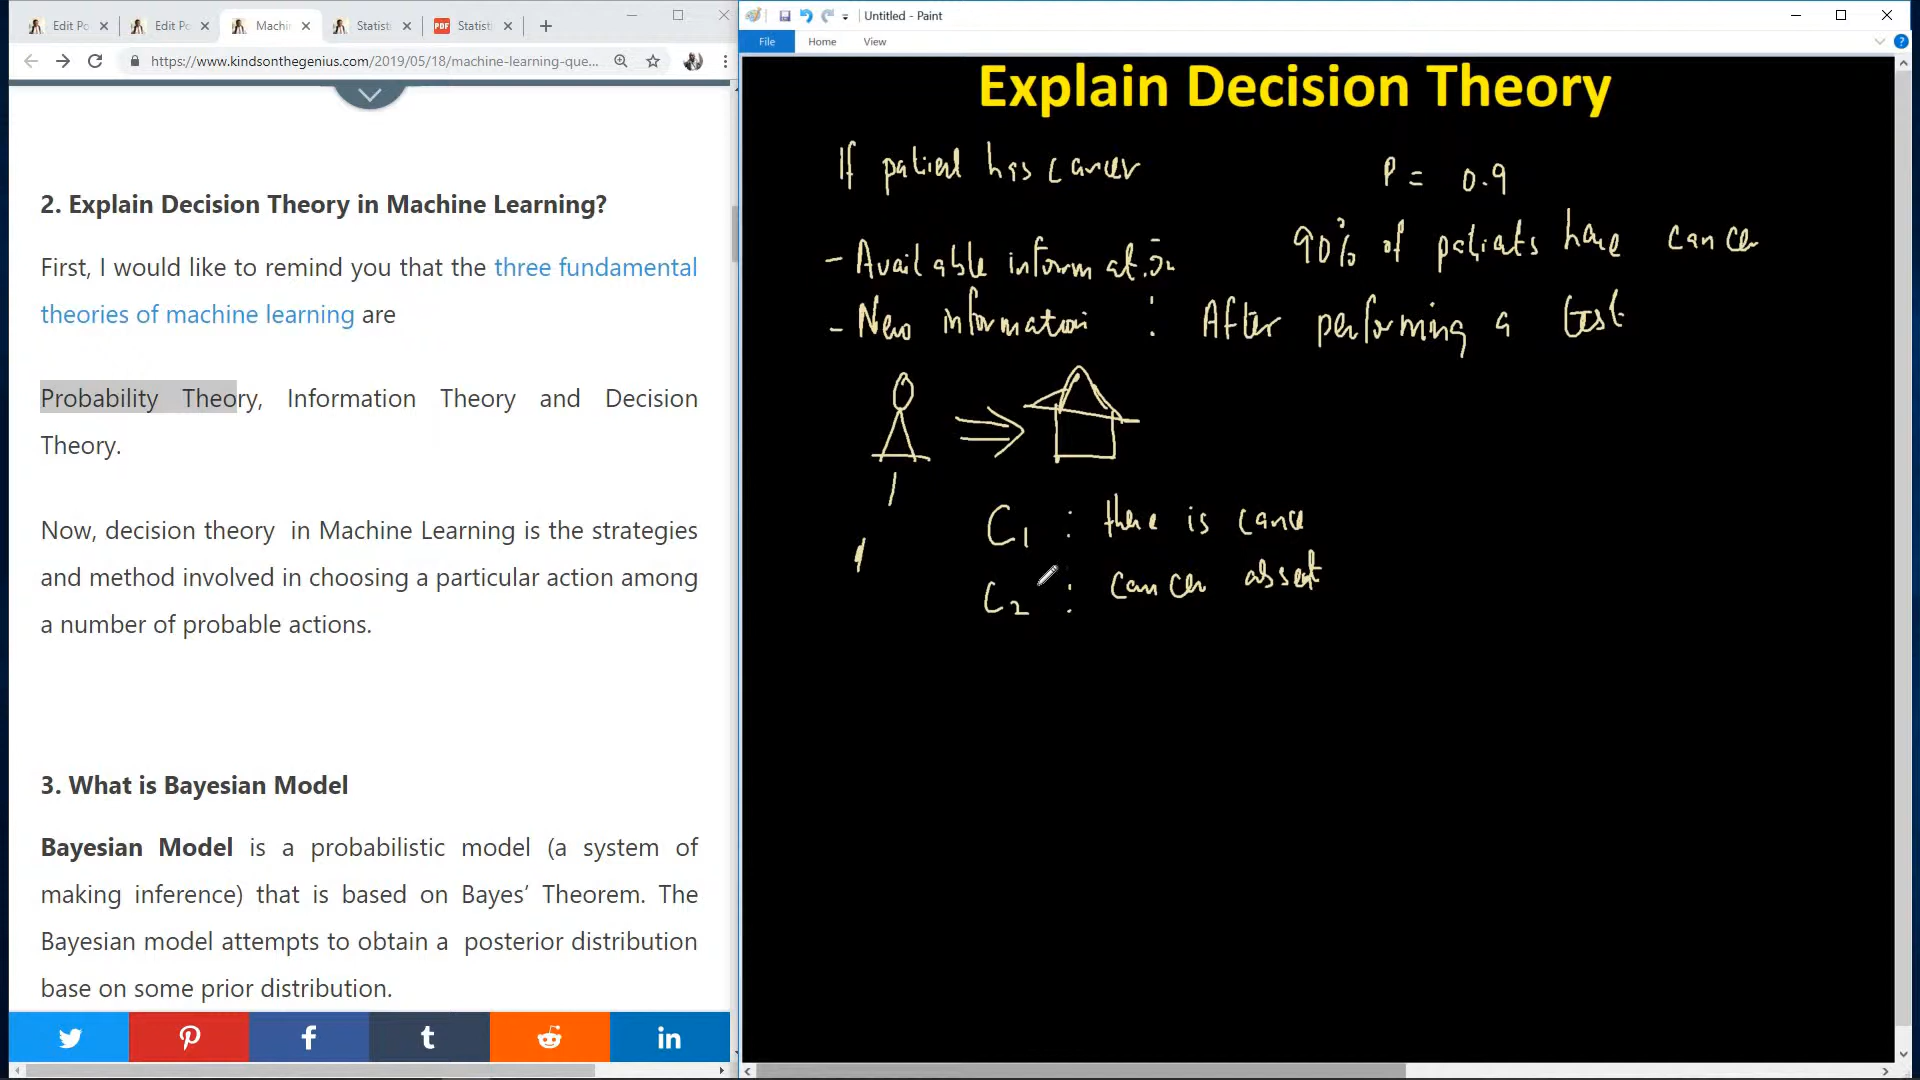 Edit Po
Edit Po
Machin
Statist
Statisti
https://www.kindsonthegenius.com/2019/05/18/machine-learning-que...
2. Explain Decision Theory in Machine Learning?
First, I would like to remind you that the three fundamental
theories of machine learning are
Probability Theory, Information Theory and Decision
Theory.
Now, decision theory in Machine Learning is the strategies
and method involved in choosing a particular action among
a number of probable actions.
3. What is Bayesian Model
Bayesian Model is a probabilistic model (a system of
making inference) that is based on Bayes’ Theorem. The
Bayesian model attempts to obtain a posterior distribution
base on some prior distribution.
Untitled - Paint
File Home View
Explain Decision Theory
If patient has cancer
P = 0.9
90% of patients have cancer
- Available information
- New information : After performing a test
C1 : there is cance
C2 : cancer absent